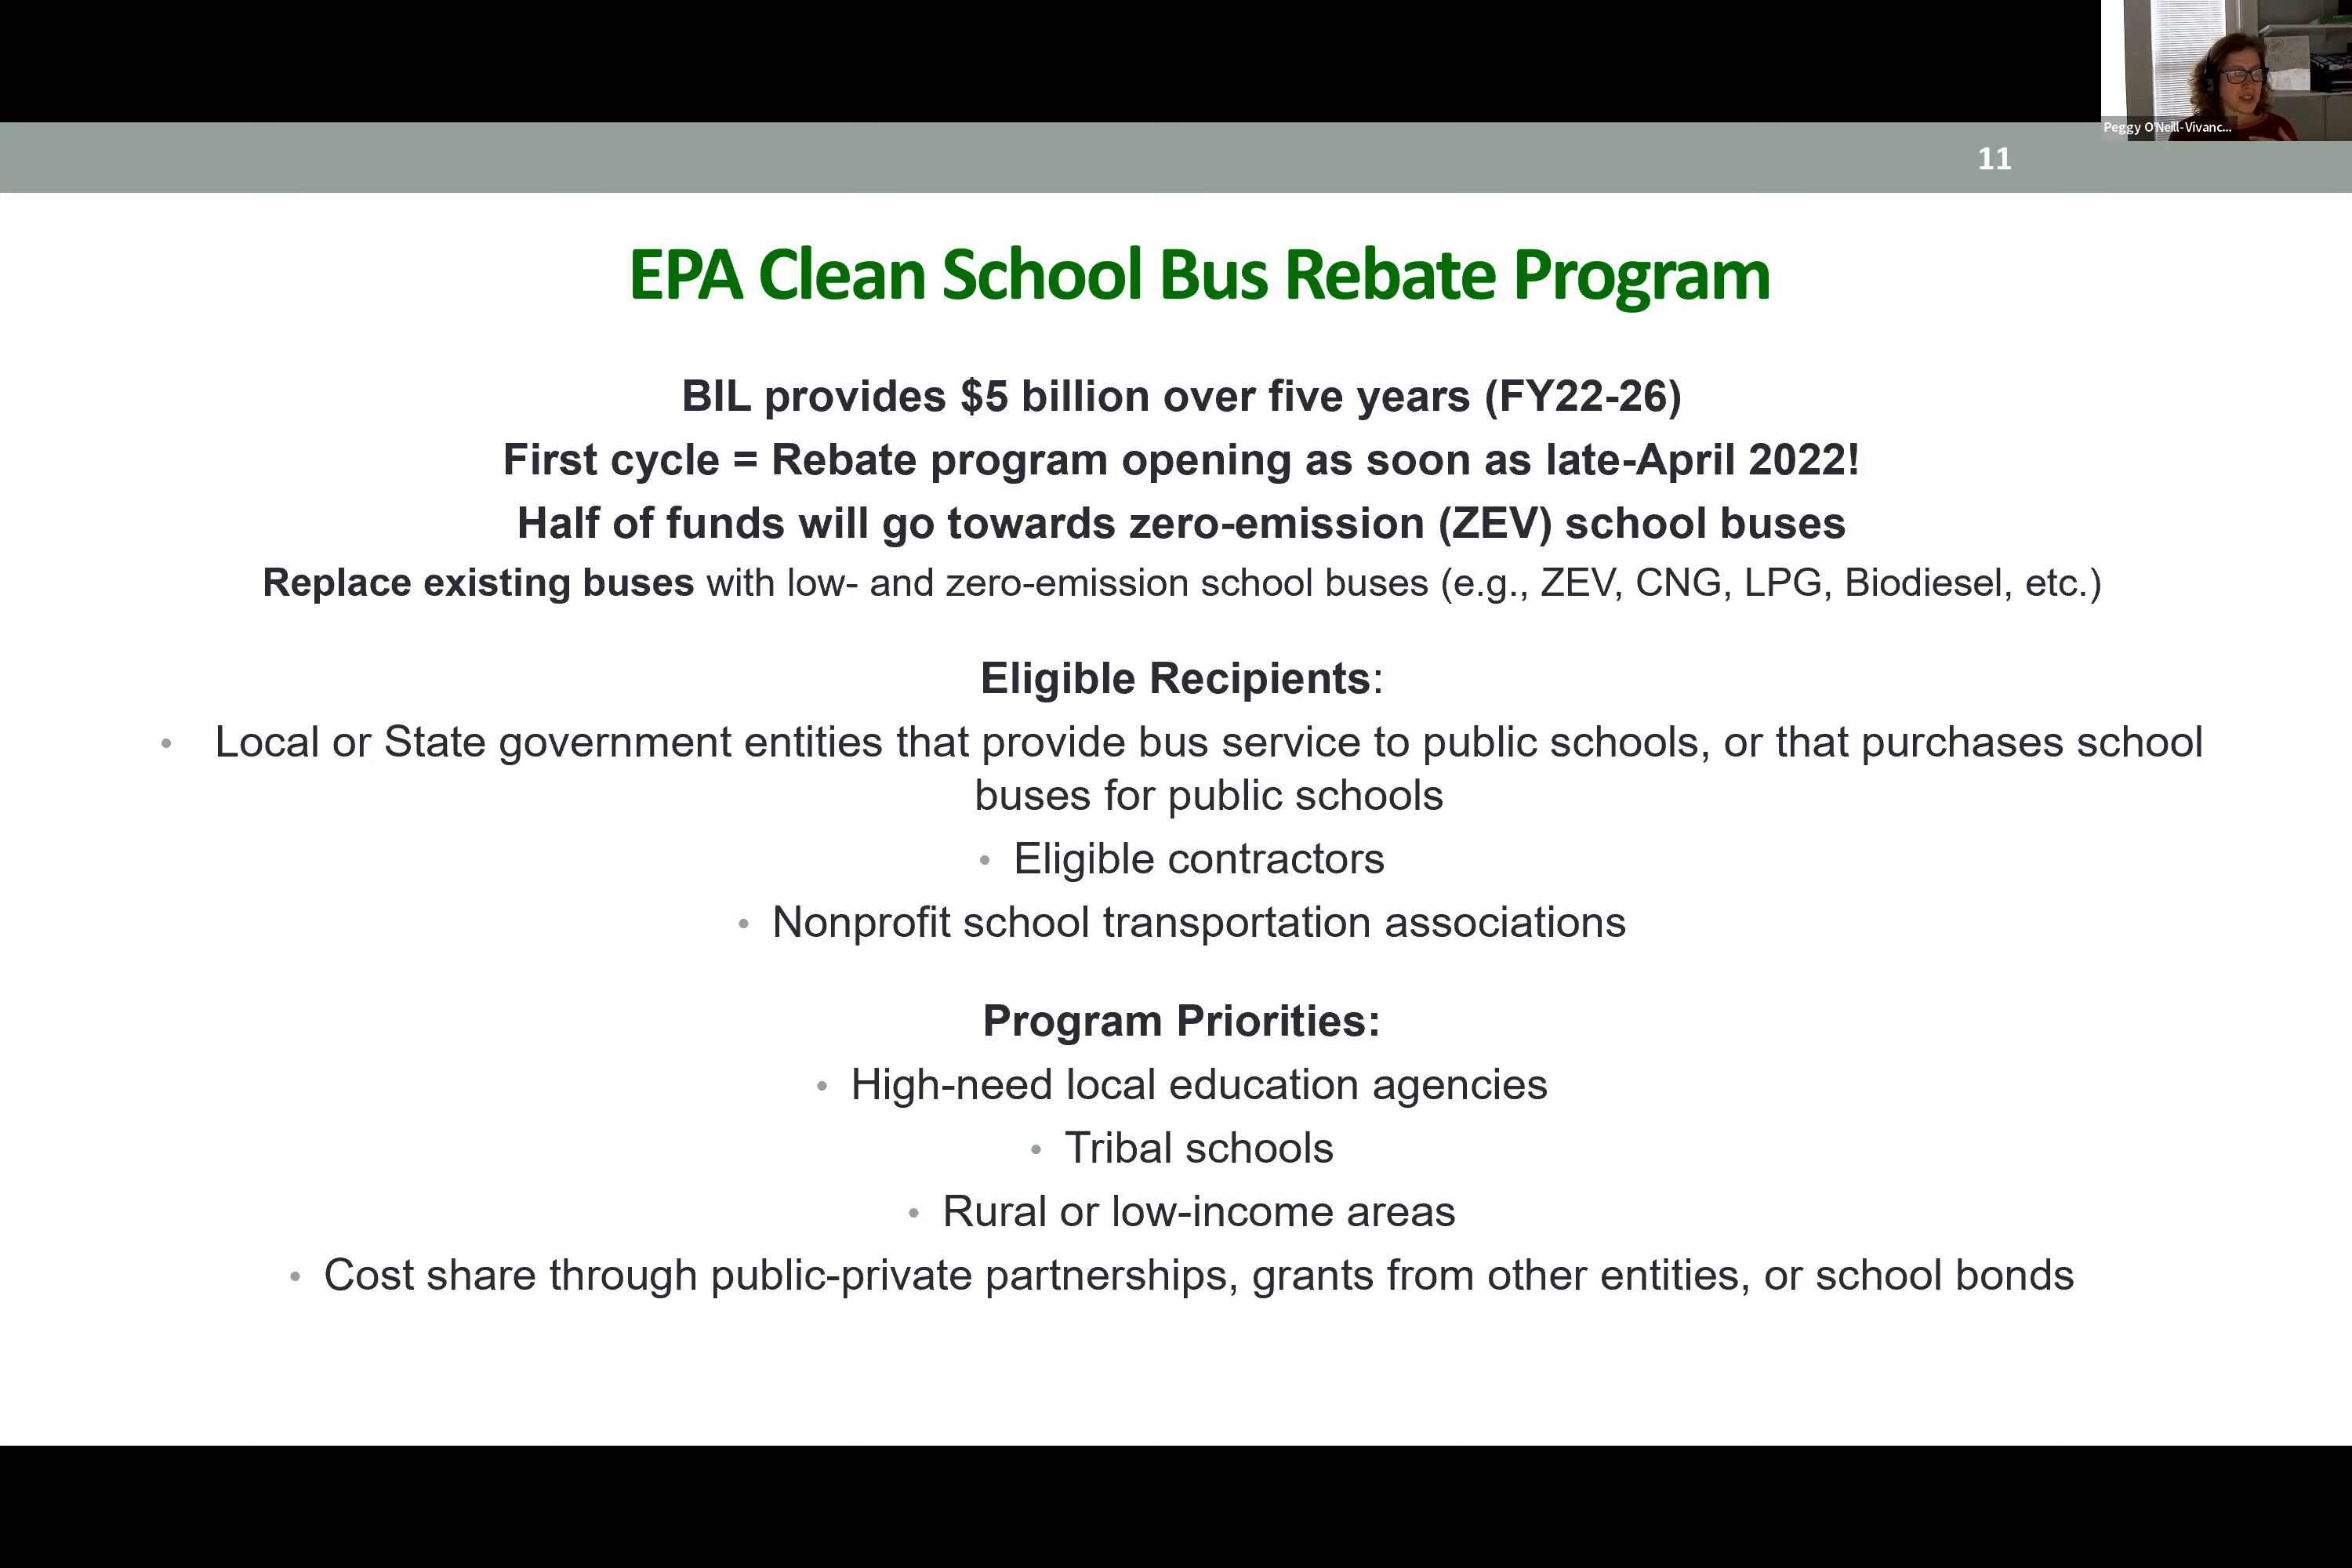 Peggy O'Neill-Vivanc...
11
EPA Clean School Bus Rebate Program
BIL provides $5 billion over five years (FY22-26)
First cycle = Rebate program opening as soon as late-April 2022!
Half of funds will go towards zero-emission (ZEV) school buses
Replace existing buses with low- and zero-emission school buses (e.g., ZEV, CNG, LPG, Biodiesel, etc.)
Eligible Recipients:
• Local or State government entities that provide bus service to public schools, or that purchases school
buses for public schools
• Eligible contractors
• Nonprofit school transportation associations
Program Priorities:
• High-need local education agencies
• Tribal schools
• Rural or low-income areas
• Cost share through public-private partnerships, grants from other entities, or school bonds